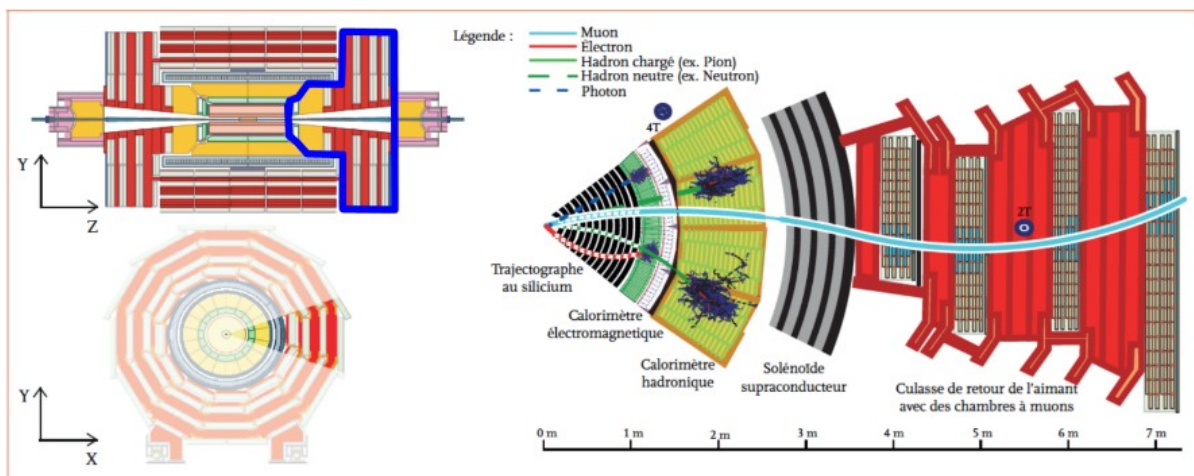 Légende :
Muon
Électron
Hadron chargé (ex. Pion)
Hadron neutre (ex. Neutron)
Photon
Y
Z
Y
X
4T
2T
Trajectographe
au silicium
Calorimètre
électromagnetique
Calorimètre
hadronique
Solénoïde
supraconducteur
Culasse de retour de l'aimant
avec des chambres à muons
0 m 1 m 2 m 3 m 4 m 5 m 6 m 7 m